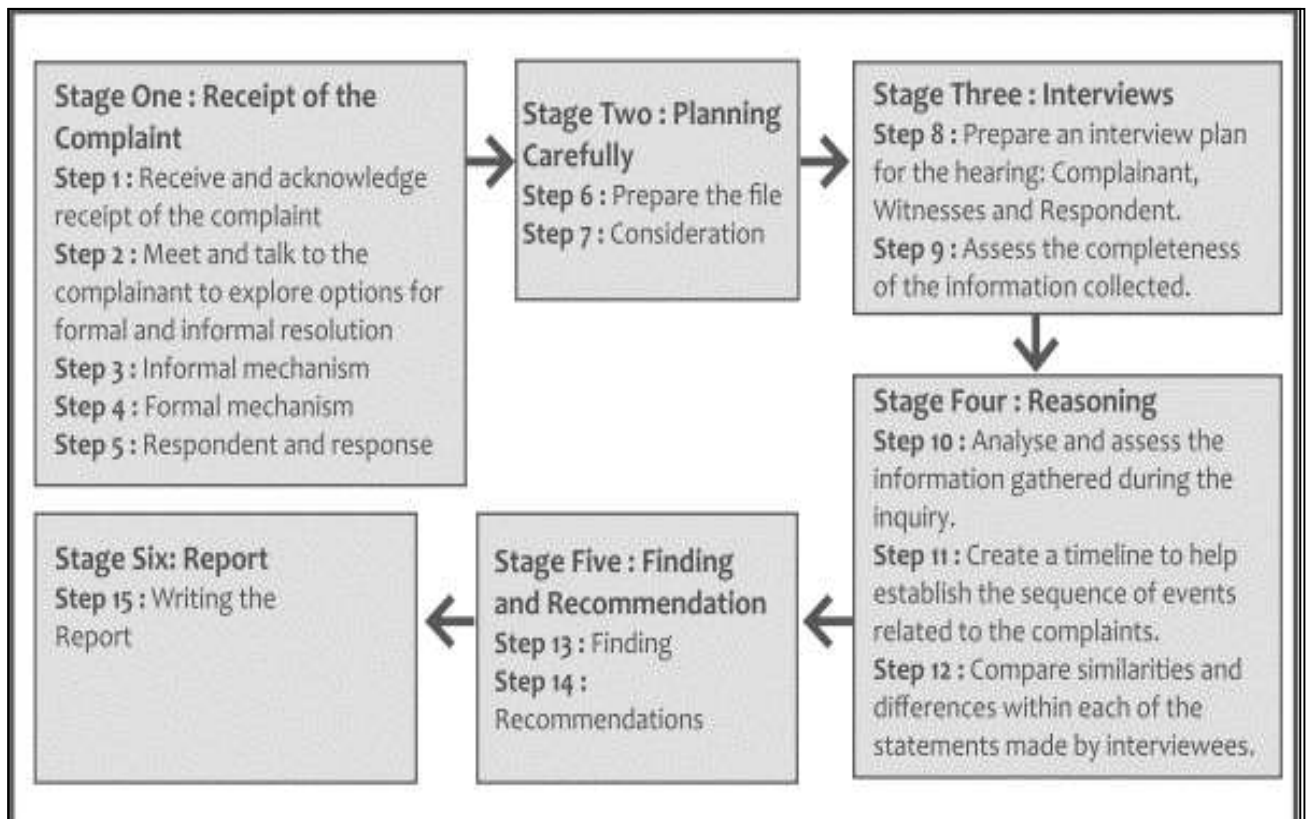 Stage One : Receipt of the
Complaint
Step 1 : Receive and acknowledge
receipt of the complaint
Step 2 : Meet and talk to the
complainant to explore options for
formal and informal resolution
Step 3 : Informal mechanism
Step 4 : Formal mechanism
Step 5 : Respondent and response
Stage Two : Planning
Carefully
Step 6 : Prepare the file
Step 7 : Consideration
Stage Three : Interviews
Step 8 : Prepare an interview plan
for the hearing: Complainant,
Witnesses and Respondent.
Step 9 : Assess the completeness
of the information collected.
Stage Four : Reasoning
Step 10 : Analyse and assess the
information gathered during the
inquiry.
Step 11 : Create a timeline to help
establish the sequence of events
related to the complaints.
Step 12 : Compare similarities and
differences within each of the
statements made by interviewees.
Stage Five : Finding
and Recommendation
Step 13 : Finding
Step 14 :
Recommendations
Stage Six: Report
Step 15 : Writing the
Report